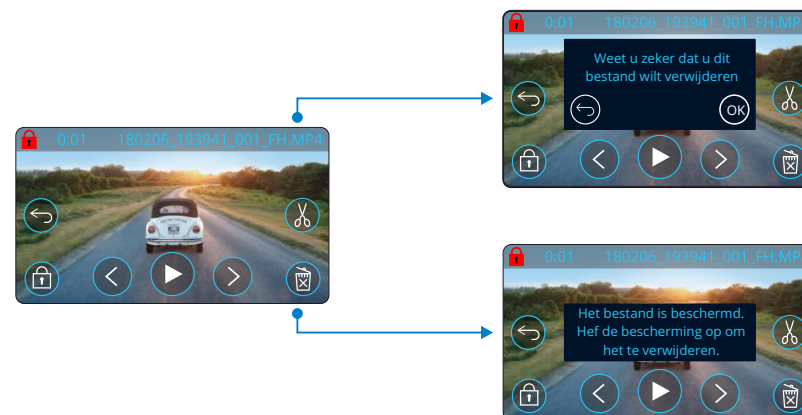 0:01 180206_193941_001_FH.MP4
0:01 180206_193941_001_FH.MP
Weet u zeker dat u dit
bestand wilt verwijderen
OK
0:01 180206_193941_001_FH.MP
Het bestand is beschermd.
Hef de bescherming op om
het te verwijderen.